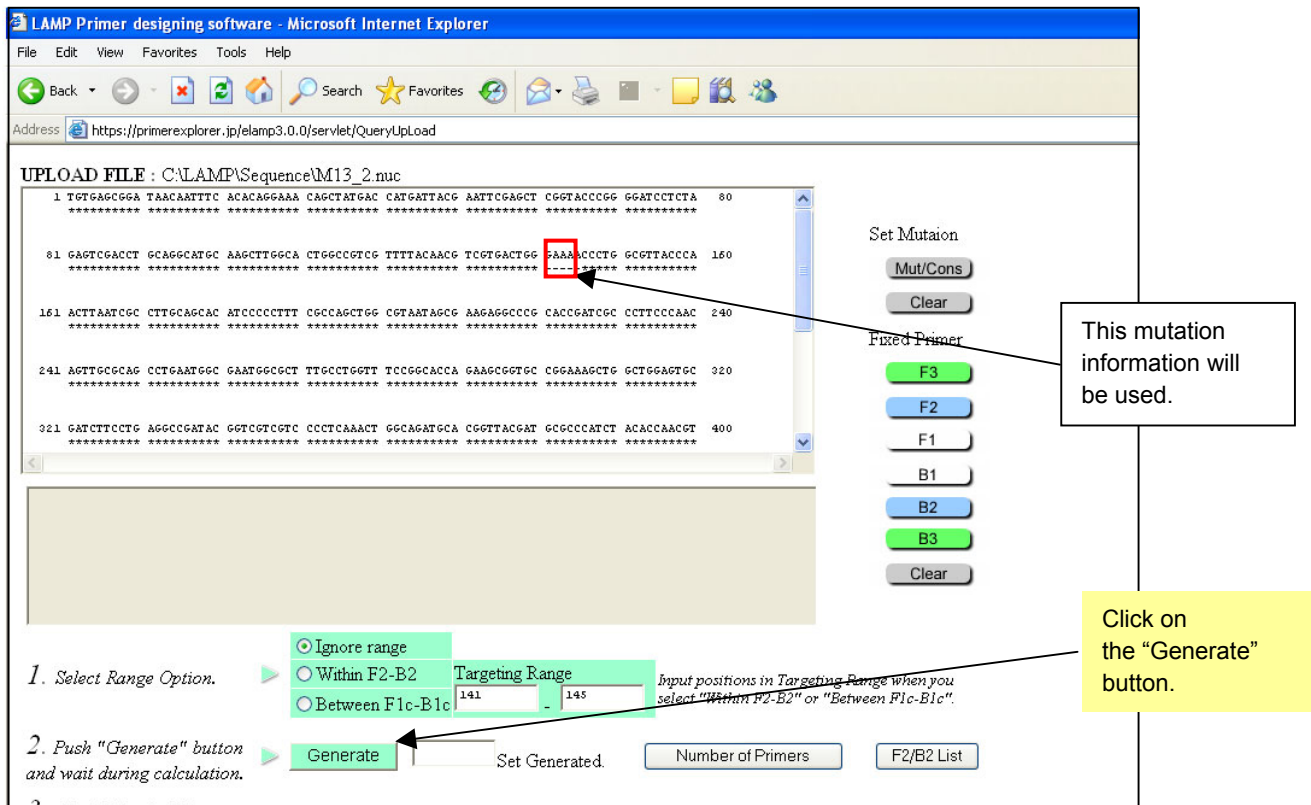 LAMP Primer designing software - Microsoft Internet Explorer
File Edit View Favorites Tools Help
Back Search Favorites
Address https://primerexplorer.jp/elamp3.0.0/servlet/QueryUpLoad
UPLOAD FILE : C:\LAMP\Sequence\M13_2.nuc
1 TGTGAGCGGA TAACAATTTC ACACAGGAAA CAGCTATGAC CATGATTACG AATTCGAGCT CGGTACCCGG GGATCCTCTA 80
********** ********** ********** ********** ********** ********** ********** **********
81 GAGTCGACCT GCAGGCATGC AAGCTTGGCA CTGGCCGTCG TTTTACAACG TCGTGACTGG GAAAACCCTG GCGTTACCCA 160
********** ********** ********** ********** ********** ********** -----***** **********
161 ACTTAATCGC CTTGCAGCAC ATCCCCCTTT CGCCAGCTGG CGTAATAGCG AAGAGGCCCG CACCGATCGC CCTTCCCAAC 240
********** ********** ********** ********** ********** ********** ********** **********
241 AGTTGCGCAG CCTGAATGGC GAATGGCGCT TTGCCTGGTT TCCGGCACCA GAAGCGGTGC CGGAAAGCTG GCTGGAGTGC 320
********** ********** ********** ********** ********** ********** ********** **********
321 GATCTTCCTG AGGCCGATAC GGTCGTCGTC CCCTCAAACT GGCAGATGCA CGGTTACGAT GCGCCCATCT ACACCAACGT 400
********** ********** ********** ********** ********** ********** ********** **********
Set Mutaion
Mut/Cons
Clear
Fixed Primer
F3
F2
F1
B1
B2
B3
Clear
This mutation
information will
be used.
Click on
the “Generate”
button.
1. Select Range Option.
Ignore range
Within F2-B2
Between F1c-B1c
Targeting Range
141 - 145
Input positions in Targeting Range when you
select "Within F2-B2" or "Between F1c-B1c".
2. Push "Generate" button
and wait during calculation.
Generate
Set Generated.
Number of Primers
F2/B2 List